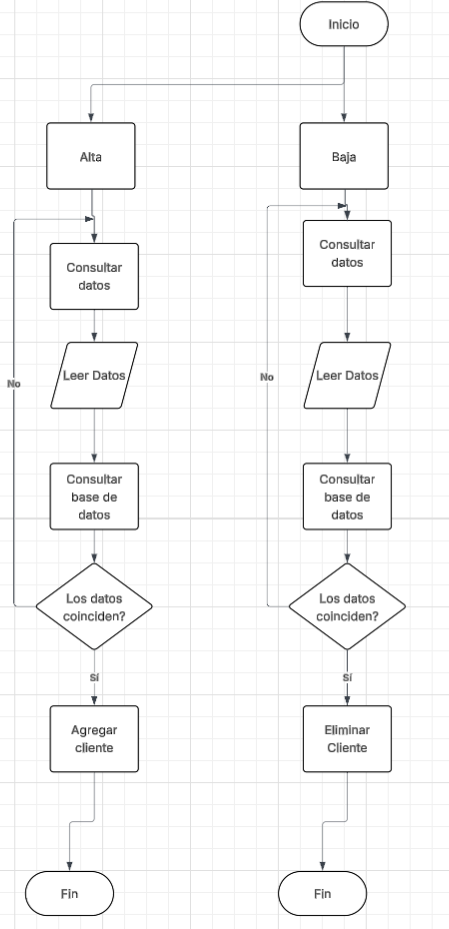 Inicio
Alta
Baja
Consultar
datos
Consultar
datos
Leer Datos
Leer Datos
No
No
Consultar
base de
datos
Consultar
base de
datos
Los datos
coinciden?
Los datos
coinciden?
Sí
Sí
Agregar
cliente
Eliminar
Cliente
Fin
Fin